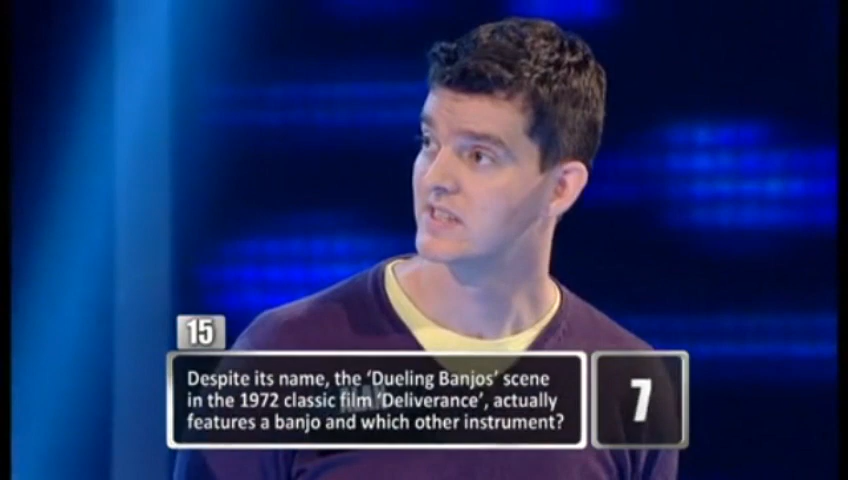 15
Despite its name, the 'Dueling Banjos' scene
in the 1972 classic film 'Deliverance', actually
features a banjo and which other instrument?
7